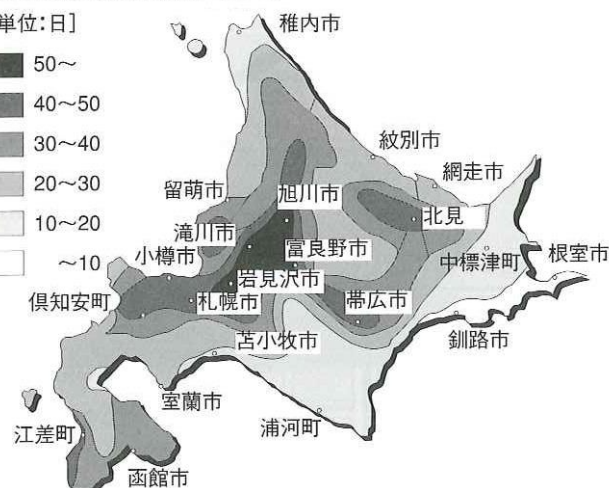 単位:日]
50～
40～50
30～40
20～30
10～20
～10
稚内市
紋別市
網走市
留萌市
旭川市
北見
滝川市
小樽市
富良野市
中標津町
根室市
岩見沢市
倶知安町
札幌市
帯広市
釧路市
苫小牧市
室蘭市
浦河町
江差町
函館市